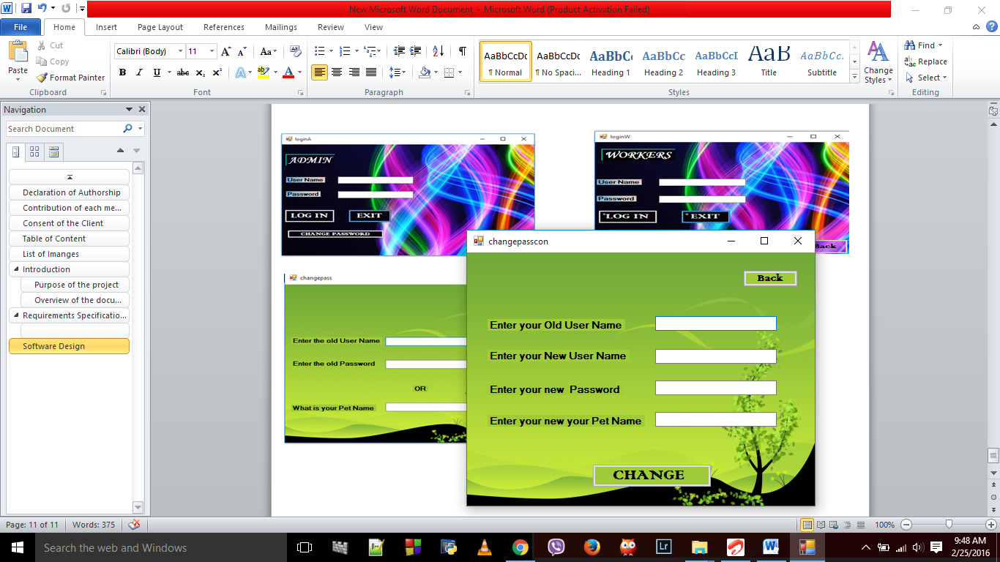 New Microsoft Word Document - Microsoft Word (Product Activation Failed)
File Home Insert Page Layout References Mailings Review View
Paste
Cut
Copy
Format Painter
Clipboard
Calibri (Body) 11
Font
Paragraph
AaBbCcDc AaBbCcDc AaBbC AaBbCc AaBbCcI AaB AaBbCc.
¶ Normal ¶ No Spaci... Heading 1 Heading 2 Heading 3 Title Subtitle
Change Styles
Styles
Find
Replace
Select
Editing
Navigation
Search Document
Declaration of Authorship
Contribution of each me...
Consent of the Client
Table of Content
List of Imanges
Introduction
Purpose of the project
Overview of the docu...
Requirements Specificatio...
Software Design
loginA
ADMIN
User Name
Password
LOG IN EXIT
CHANGE PASSWORD
loginW
WORKERS
User Name
Password
"LOG IN "EXIT
Back
changepass
Enter the old User Name
Enter the old Password
OR
What is your Pet Name
changepasscon
Back
Enter your Old User Name
Enter your New User Name
Enter your new  Password
Enter your new your Pet Name
CHANGE
Page: 11 of 11 Words: 375 100%
Search the web and Windows
9:48 AM
2/25/2016